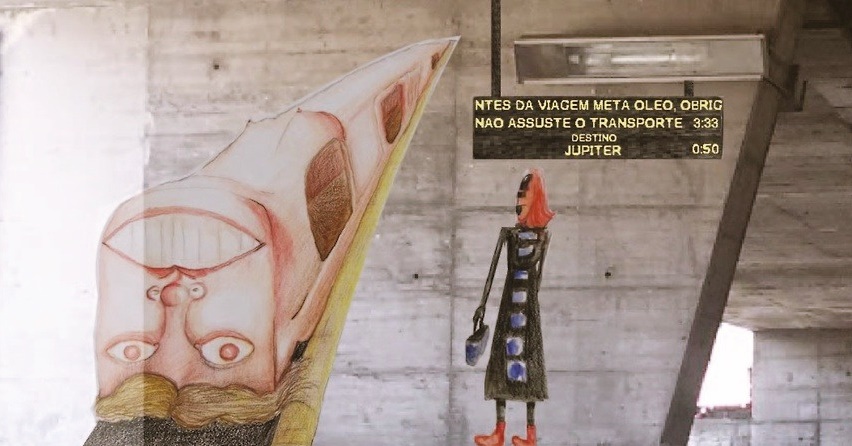 NTES DA VIAGEM META OLEO, OBRIG
NAO ASSUSTE O TRANSPORTE 3:33
DESTINO
JUPITER 0:50